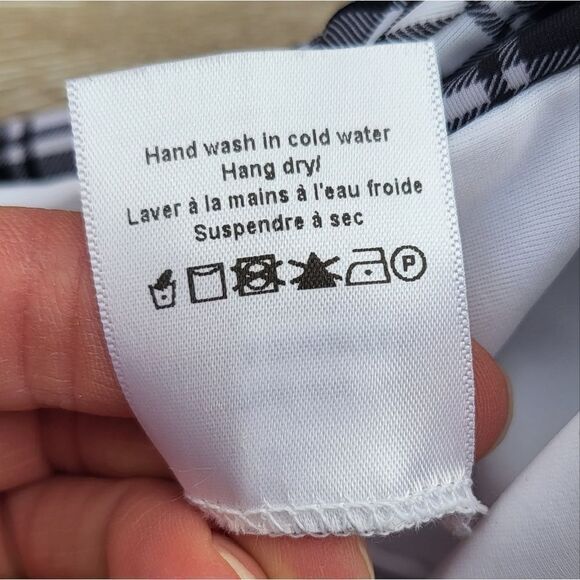 Hand wash in cold water
Hang dry/
Laver à la mains à l'eau froide
Suspendre à sec
P